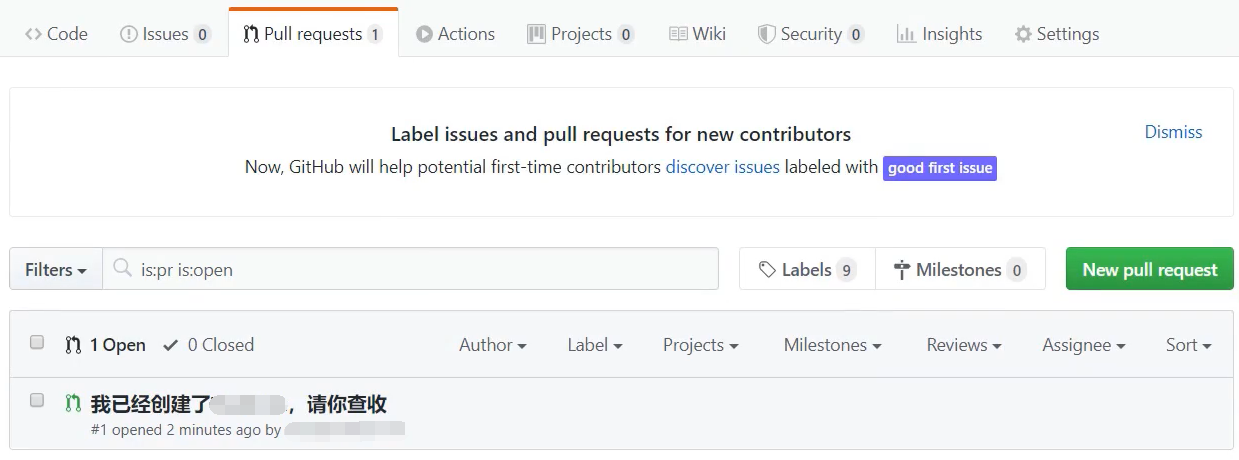 Code Issues 0 Pull requests 1 Actions Projects 0 Wiki Security 0 Insights Settings
Label issues and pull requests for new contributors Dismiss
Now, GitHub will help potential first-time contributors discover issues labeled with good first issue
Filters is:pr is:open Labels 9 Milestones 0 New pull request
1 Open 0 Closed Author Label Projects Milestones Reviews Assignee Sort
我已经创建了 ，请你查收
#1 opened 2 minutes ago by